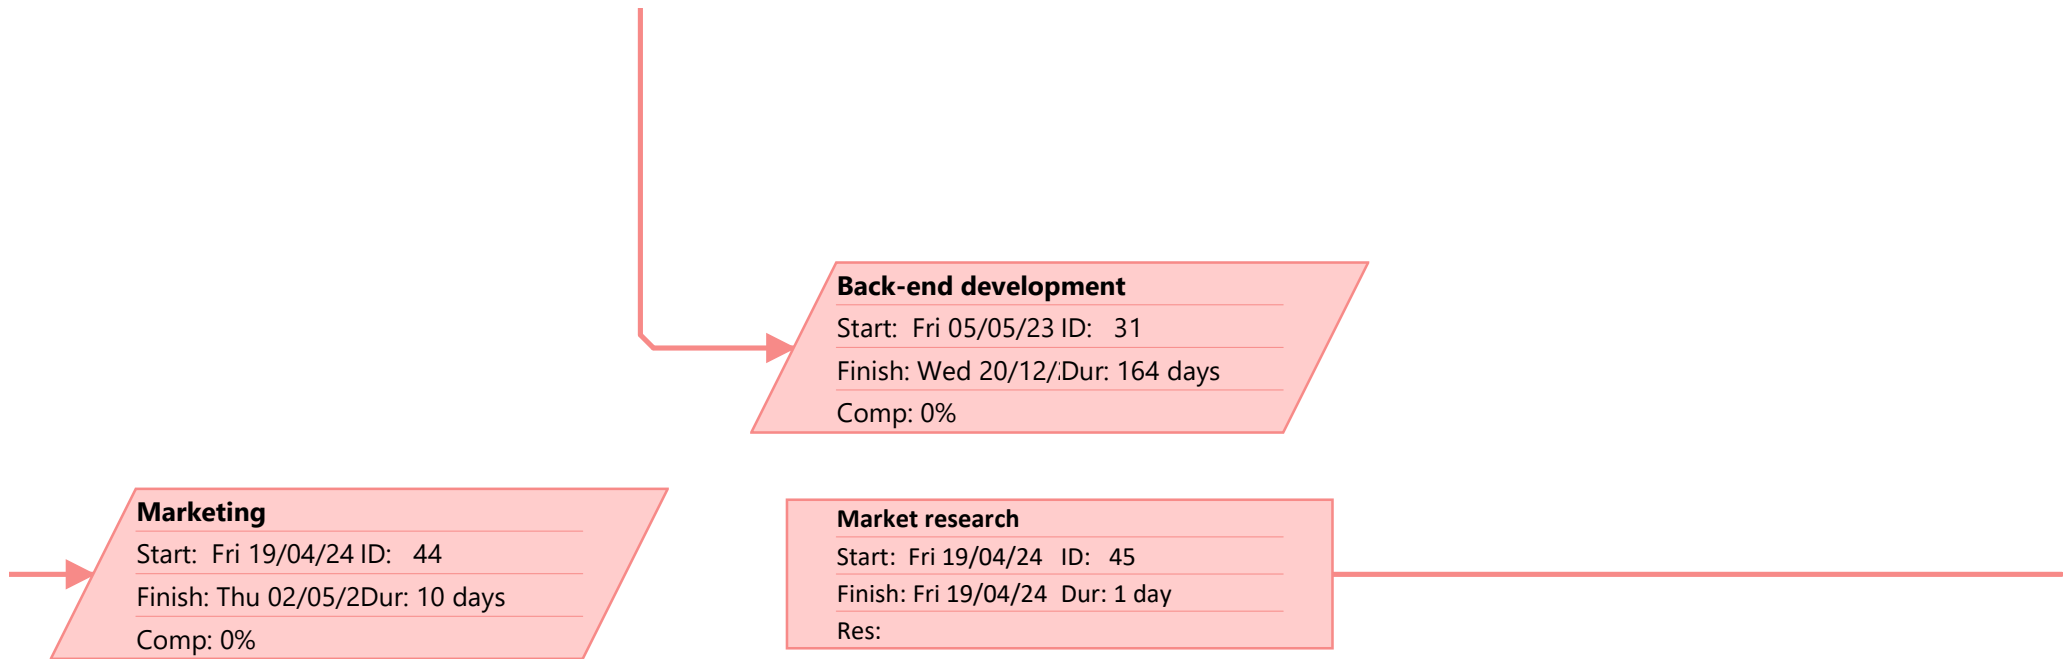 Back-end development
Start: Fri 05/05/23 ID: 31
Finish: Wed 20/12/ Dur: 164 days
Comp: 0%
Marketing
Start: Fri 19/04/24 ID: 44
Finish: Thu 02/05/2 Dur: 10 days
Comp: 0%
Market research
Start: Fri 19/04/24 ID: 45
Finish: Fri 19/04/24 Dur: 1 day
Res: